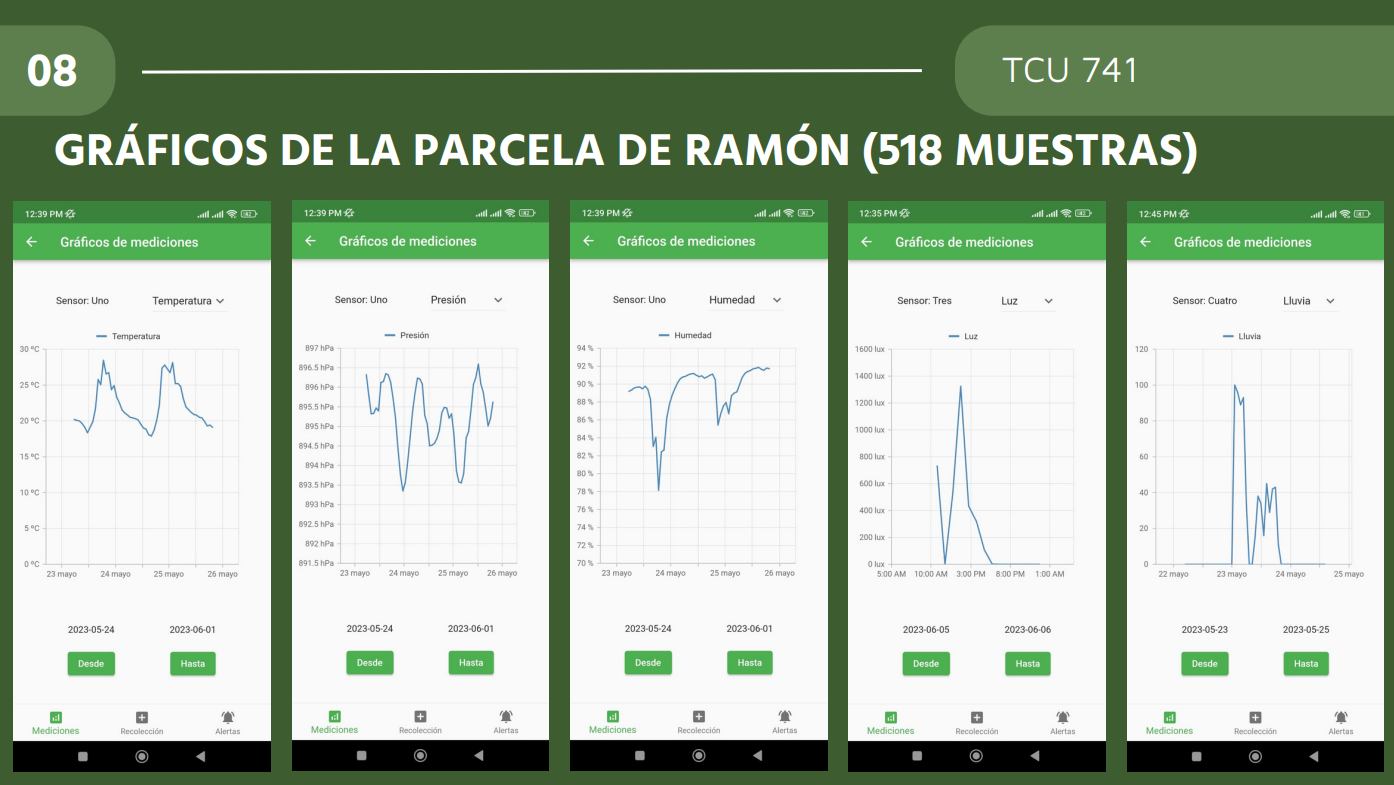 08
TCU 741
GRÁFICOS DE LA PARCELA DE RAMÓN (518 MUESTRAS)
12:39 PM
Gráficos de mediciones
Sensor: Uno Temperatura
Temperatura
30 ºC
25 ºC
20 ºC
15 ºC
10 ºC
5 ºC
0 ºC
23 mayo 24 mayo 25 mayo 26 mayo
2023-05-24 2023-06-01
Desde Hasta
Mediciones Recolección Alertas
12:39 PM
Gráficos de mediciones
Sensor: Uno Presión
Presión
897 hPa
896.5 hPa
896 hPa
895.5 hPa
895 hPa
894.5 hPa
894 hPa
893.5 hPa
893 hPa
892.5 hPa
892 hPa
891.5 hPa
23 mayo 24 mayo 25 mayo 26 mayo
2023-05-24 2023-06-01
Desde Hasta
Mediciones Recolección Alertas
12:39 PM
Gráficos de mediciones
Sensor: Uno Humedad
Humedad
94 %
92 %
90 %
88 %
86 %
84 %
82 %
80 %
78 %
76 %
74 %
72 %
70 %
23 mayo 24 mayo 25 mayo 26 mayo
2023-05-24 2023-06-01
Desde Hasta
Mediciones Recolección Alertas
12:35 PM
Gráficos de mediciones
Sensor: Tres Luz
Luz
1600 lux
1400 lux
1200 lux
1000 lux
800 lux
600 lux
400 lux
200 lux
0 lux
5:00 AM 10:00 AM 3:00 PM 8:00 PM 1:00 AM
2023-06-05 2023-06-06
Desde Hasta
Mediciones Recolección Alertas
12:45 PM
Gráficos de mediciones
Sensor: Cuatro Lluvia
Lluvia
120
100
80
60
40
20
0
22 mayo 23 mayo 24 mayo 25 mayo
2023-05-23 2023-05-25
Desde Hasta
Mediciones Recolección Alertas